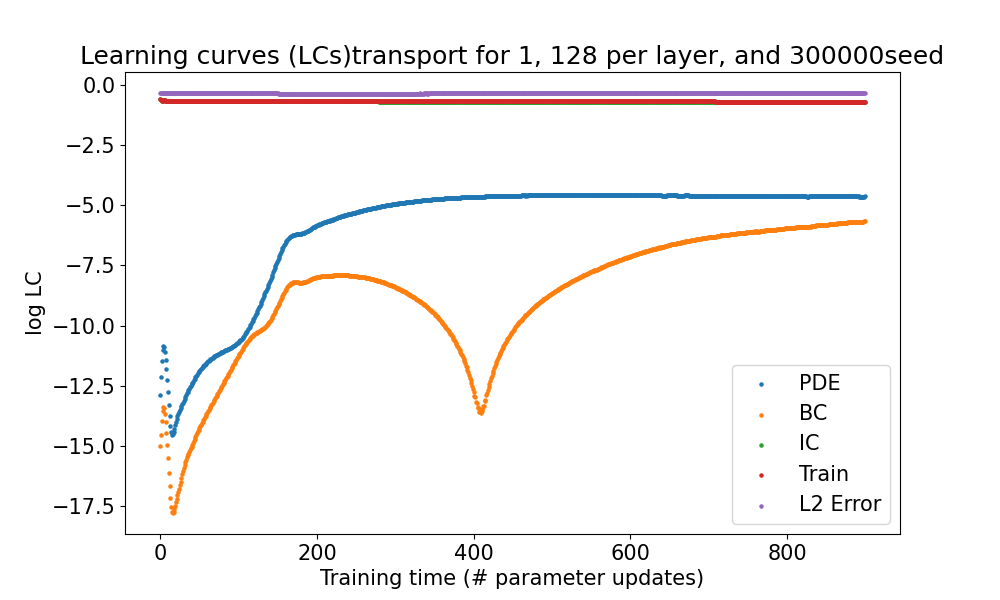 Learning curves (LCs)transport for 1, 128 per layer, and 300000seed
log LC
0.0
−2.5
−5.0
−7.5
−10.0
−12.5
−15.0
−17.5
PDE
BC
IC
Train
L2 Error
0 200 400 600 800
Training time (# parameter updates)